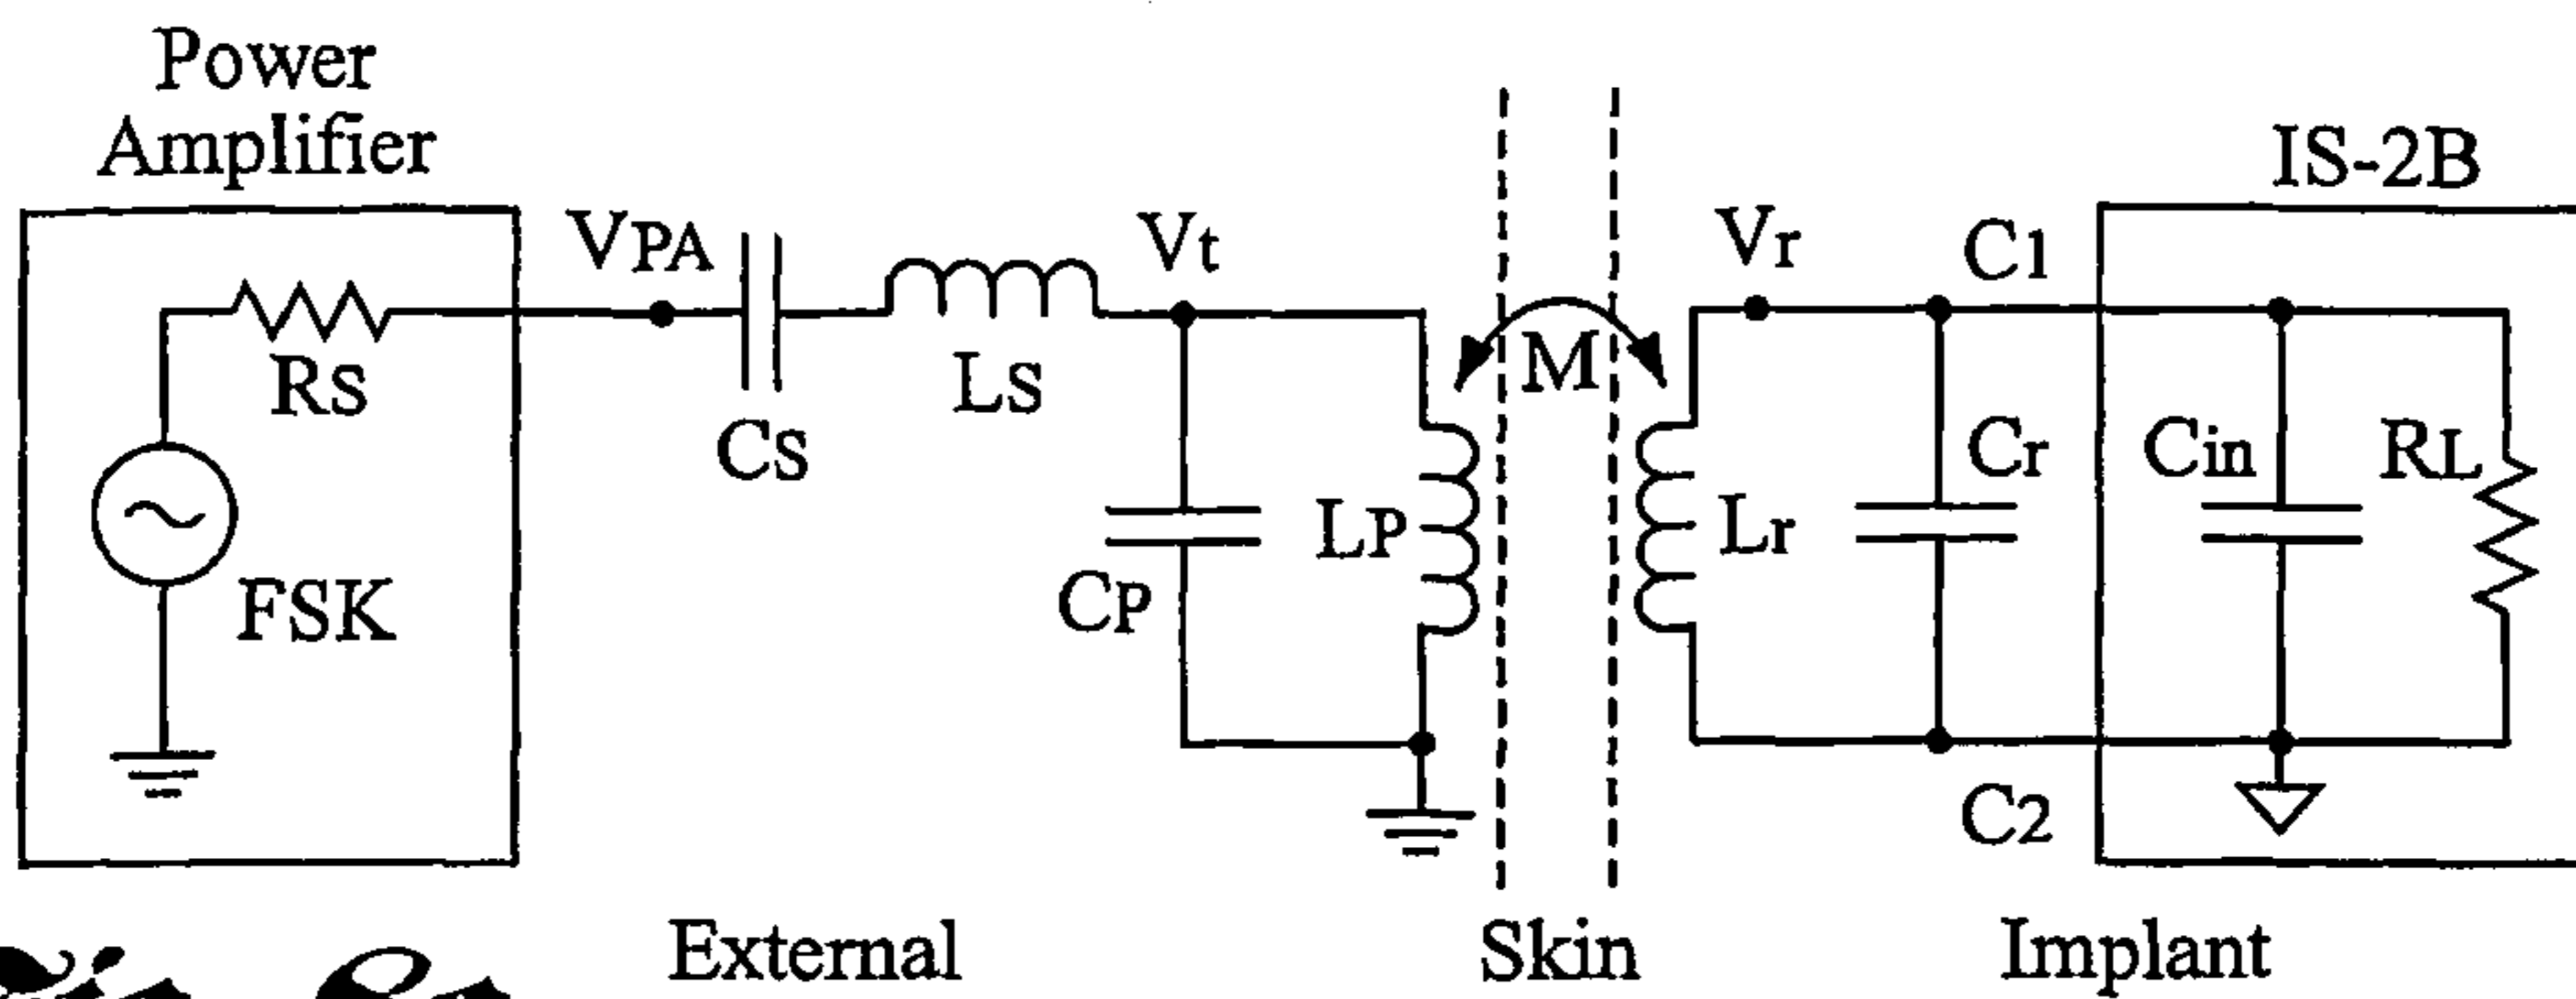 Power
Amplifier
IS-2B
VPA
Vt
Vr
C1
RS
LS
M
CS
Cr
Cin
RL
LP
Lr
CP
FSK
C2
External
Skin
Implant